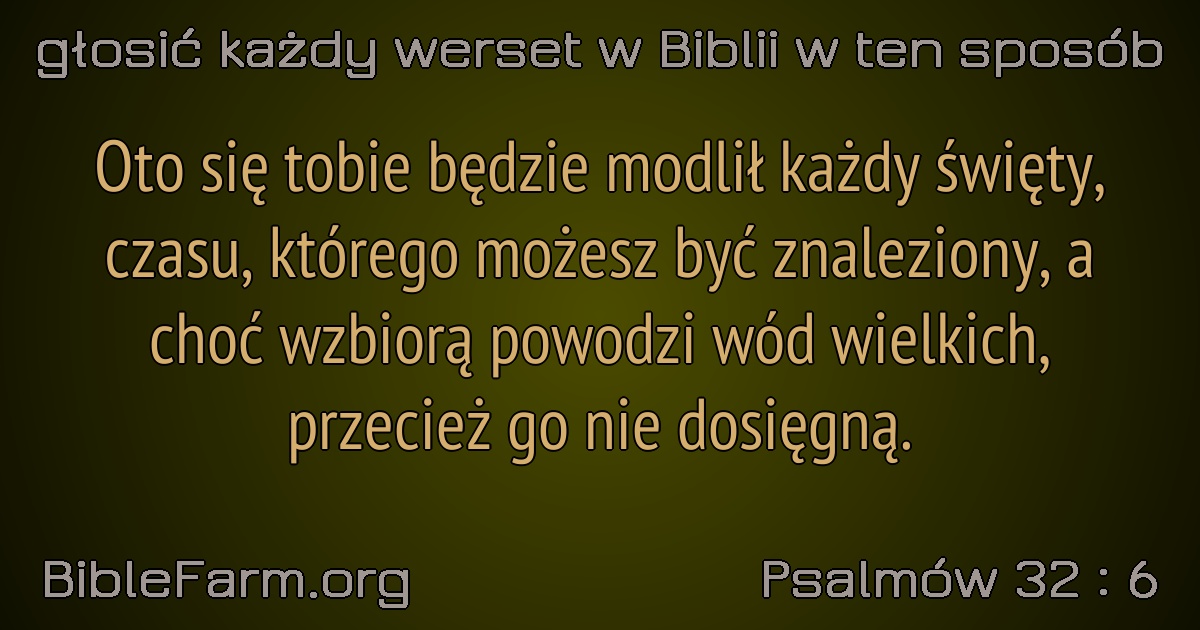 głosić każdy werset w Biblii w ten sposób
Oto się tobie będzie modlił każdy święty,
czasu, którego możesz być znaleziony, a
choć wzbiorą powodzi wód wielkich,
przecież go nie dosięgną.
BibleFarm.org
Psalmów 32 : 6